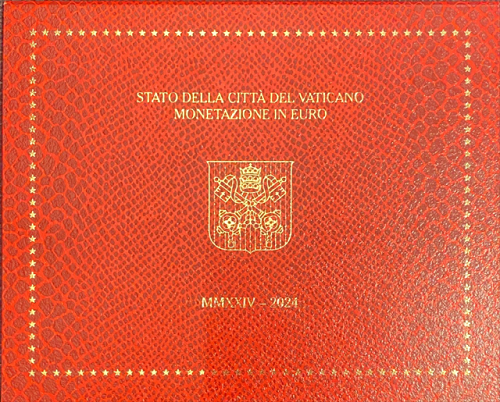 STATO DELLA CITTÀ DEL VATICANO
MONETAZIONE IN EURO
MMXXIV – 2024